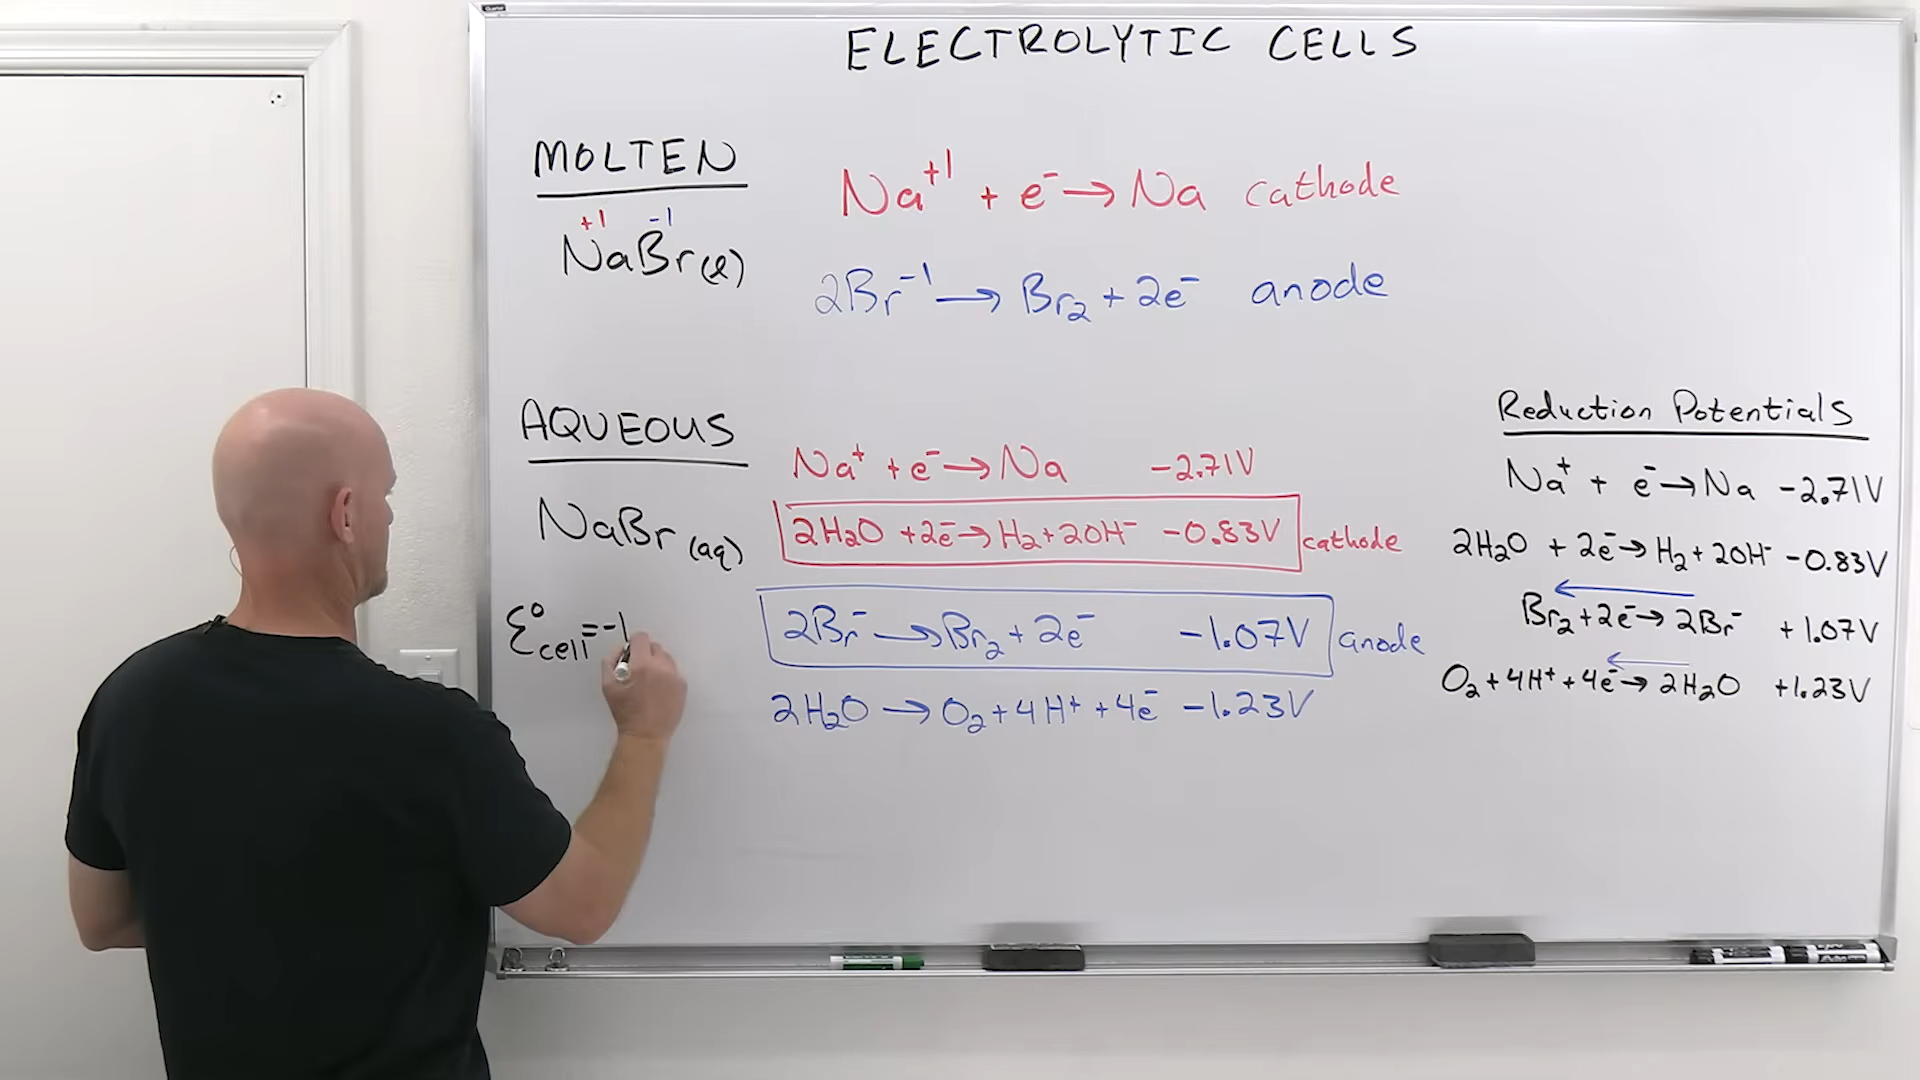 ELECTROLYTIC CELLS
MOLTEN
+1 -1
NaBr(l)
Na⁺¹ + e⁻ → Na cathode
2Br⁻¹ → Br₂ + 2e⁻ anode
AQUEOUS
NaBr(aq)
ℰ°cell = -1
Na⁺ + e⁻ → Na -2.71V
2H₂O + 2e⁻ → H₂ + 2OH⁻ -0.83V cathode
2Br⁻ → Br₂ + 2e⁻ -1.07V anode
2H₂O → O₂ + 4H⁺ + 4e⁻ -1.23V
Reduction Potentials
Na⁺ + e⁻ → Na -2.71V
2H₂O + 2e⁻ → H₂ + 2OH⁻ -0.83V
Br₂ + 2e⁻ → 2Br⁻ +1.07V
O₂ + 4H⁺ + 4e⁻ → 2H₂O +1.23V